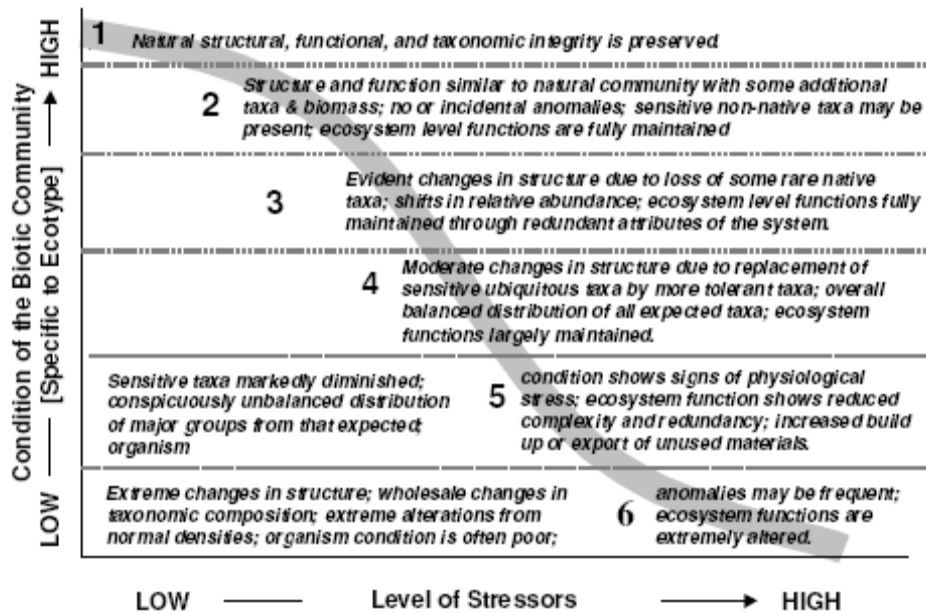 Condition of the Biotic Community
[Specific to Ecotype]
LOW
HIGH
1 Natural structural, functional, and taxonomic integrity is preserved.
2
Structure and function similar to natural community with some additional
taxa & biomass; no or incidental anomalies; sensitive non-native taxa may be
present; ecosystem level functions are fully maintained
3
Evident changes in structure due to loss of some rare native
taxa; shifts in relative abundance; ecosystem level functions fully
maintained through redundant attributes of the system.
4
Moderate changes in structure due to replacement of
sensitive ubiquitous taxa by more tolerant taxa; overall
balanced distribution of all expected taxa; ecosystem
functions largely maintained.
Sensitive taxa markedly diminished;
conspicuously unbalanced distribution
of major groups from that expected;
organism
5
condition shows signs of physiological
stress; ecosystem function shows reduced
complexity and redundancy; increased build
up or export of unused materials.
Extreme changes in structure; wholesale changes in
taxonomic composition; extreme alterations from
normal densities; organism condition is often poor;
6
anomalies may be frequent;
ecosystem functions are
extremely altered.
LOW Level of Stressors HIGH